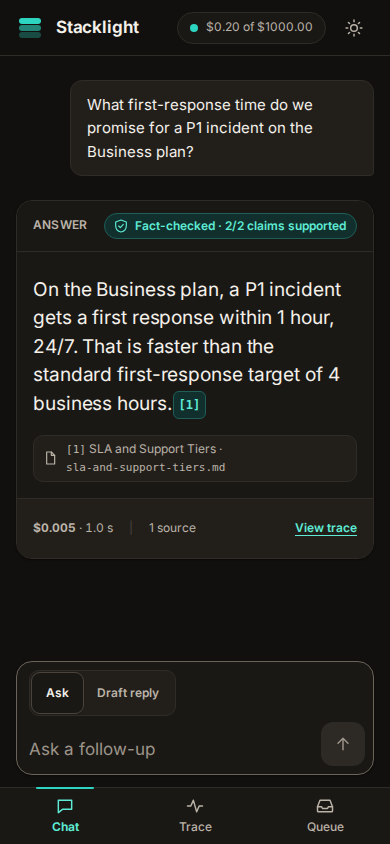 Stacklight
$0.20 of $1000.00
What first-response time do we
promise for a P1 incident on the
Business plan?
ANSWER
Fact-checked · 2/2 claims supported
On the Business plan, a P1 incident
gets a first response within 1 hour,
24/7. That is faster than the
standard first-response target of 4
business hours. [1]
[1] SLA and Support Tiers ·
sla-and-support-tiers.md
$0.005 · 1.0 s
1 source
View trace
Ask
Draft reply
Ask a follow-up
Chat
Trace
Queue